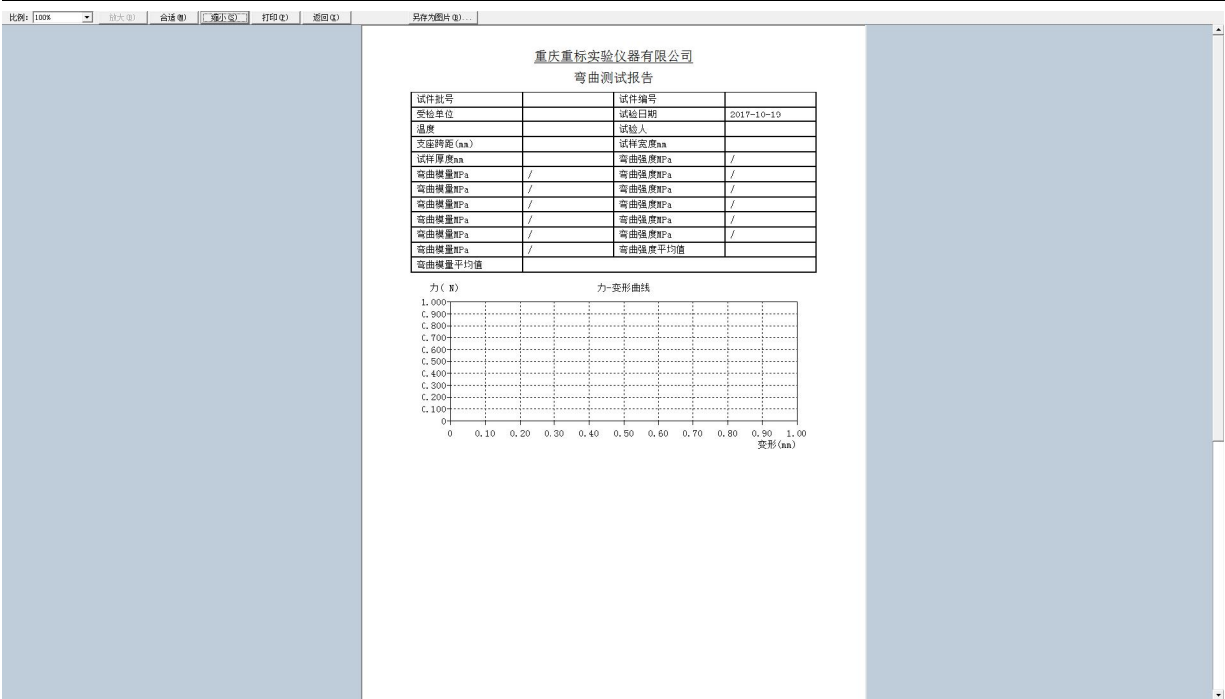 比例: 100% 放大(B) 合适(W) 缩小(S) 打印(P) 返回(X) 另存为图片(B)...
重庆重标实验仪器有限公司
弯曲测试报告
试件批号 试件编号
受检单位 试验日期 2017-10-19
温度 试验人
支座跨距(mm) 试样宽度mm
试样厚度mm 弯曲强度MPa /
弯曲模量MPa / 弯曲强度MPa /
弯曲模量MPa / 弯曲强度MPa /
弯曲模量MPa / 弯曲强度MPa /
弯曲模量MPa / 弯曲强度MPa /
弯曲模量MPa / 弯曲强度MPa /
弯曲模量MPa / 弯曲强度平均值
弯曲模量平均值
力( N) 力-变形曲线
1.000
0.900
0.800
0.700
0.600
0.500
0.400
0.300
0.200
0.100
0
0 0.10 0.20 0.30 0.40 0.50 0.60 0.70 0.80 0.90 1.00
变形(mm)